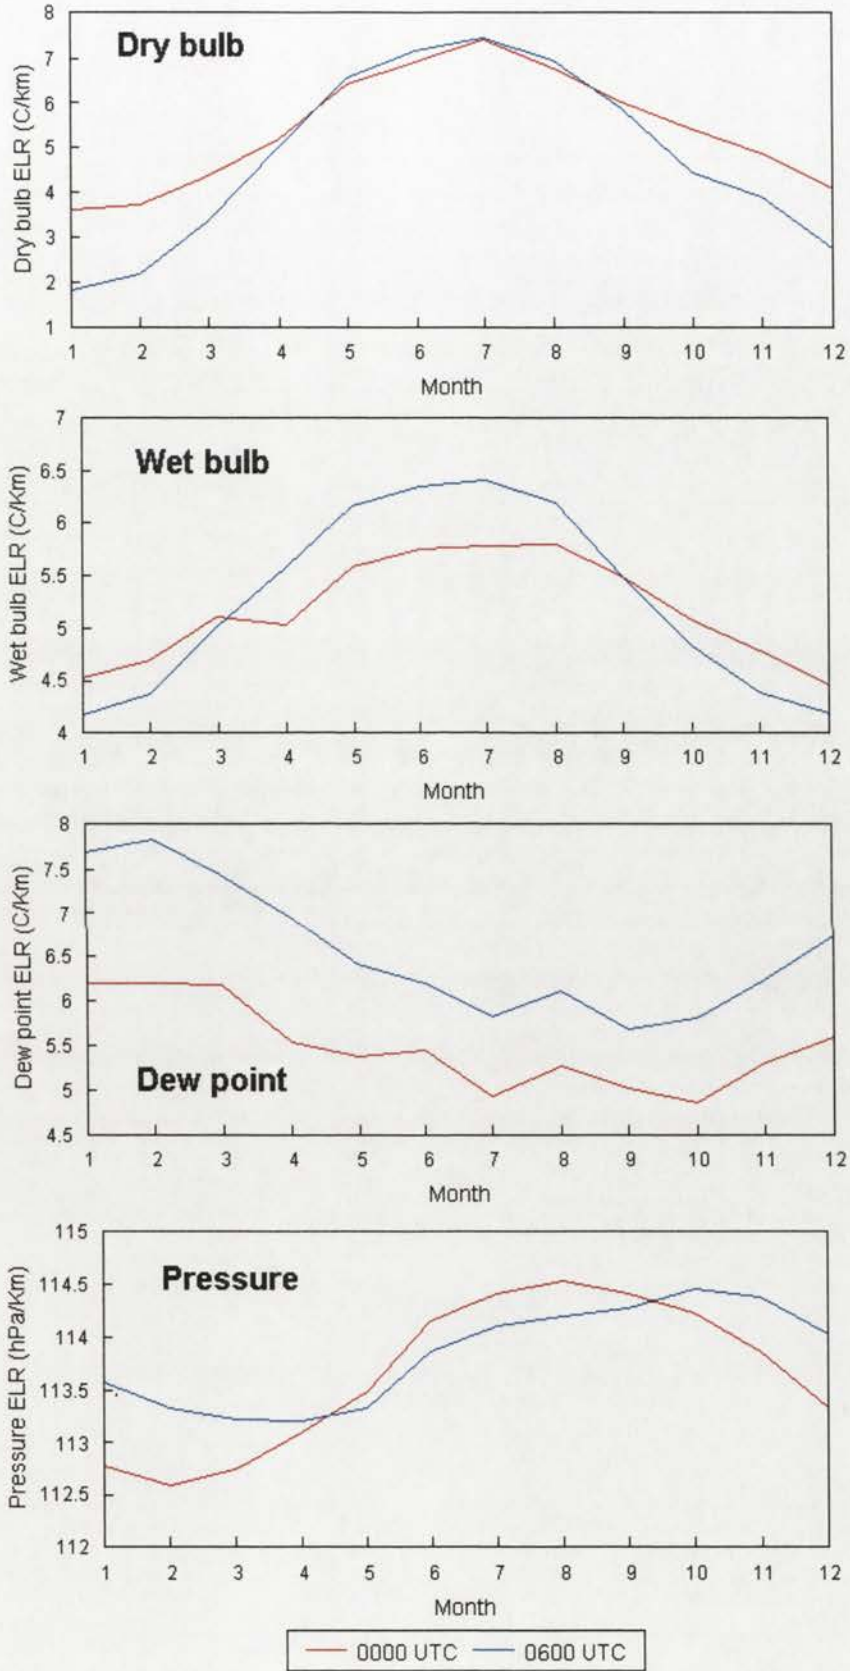 Dry bulb
Dry bulb ELR (C/km)
8
7
6
5
4
3
2
1
1 2 3 4 5 6 7 8 9 10 11 12
Month
Wet bulb
Wet bulb ELR (C/Km)
7
6.5
6
5.5
5
4.5
4
1 2 3 4 5 6 7 8 9 10 11 12
Month
Dew point ELR (C/Km)
8
7.5
7
6.5
6
5.5
5
4.5
Dew point
1 2 3 4 5 6 7 8 9 10 11 12
Month
Pressure
Pressure ELR (hPa/Km)
115
114.5
114
113.5
113
112.5
112
1 2 3 4 5 6 7 8 9 10 11 12
Month
0000 UTC 0600 UTC